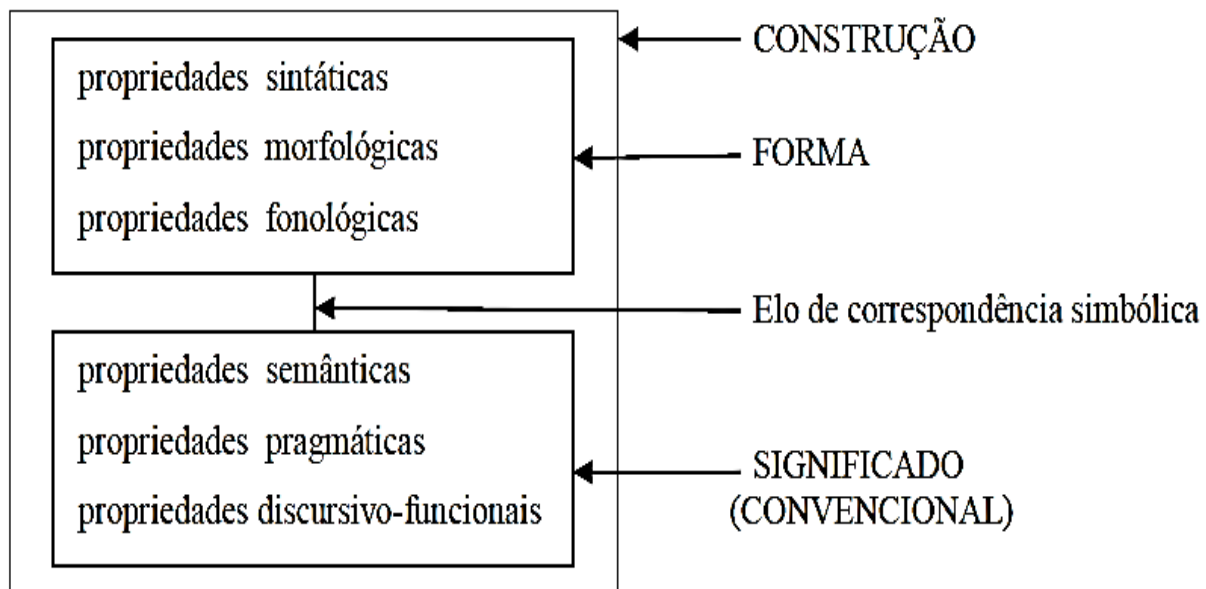 propriedades sintáticas
propriedades morfológicas
propriedades fonológicas
propriedades semânticas
propriedades pragmáticas
propriedades discursivo-funcionais
CONSTRUÇÃO
FORMA
Elo de correspondência simbólica
SIGNIFICADO
(CONVENCIONAL)